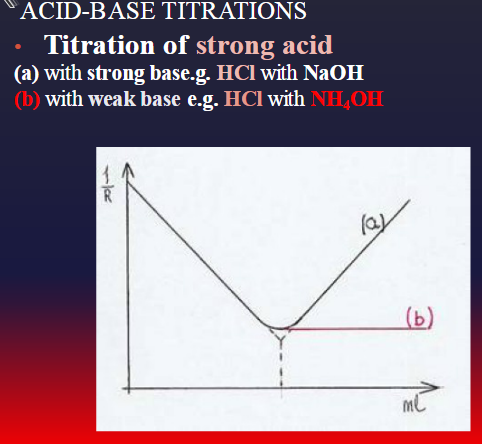 ACID-BASE TITRATIONS
• Titration of strong acid
(a) with strong base.g. HCl with NaOH
(b) with weak base e.g. HCl with NH₄OH
1/R
(a)
(b)
ml